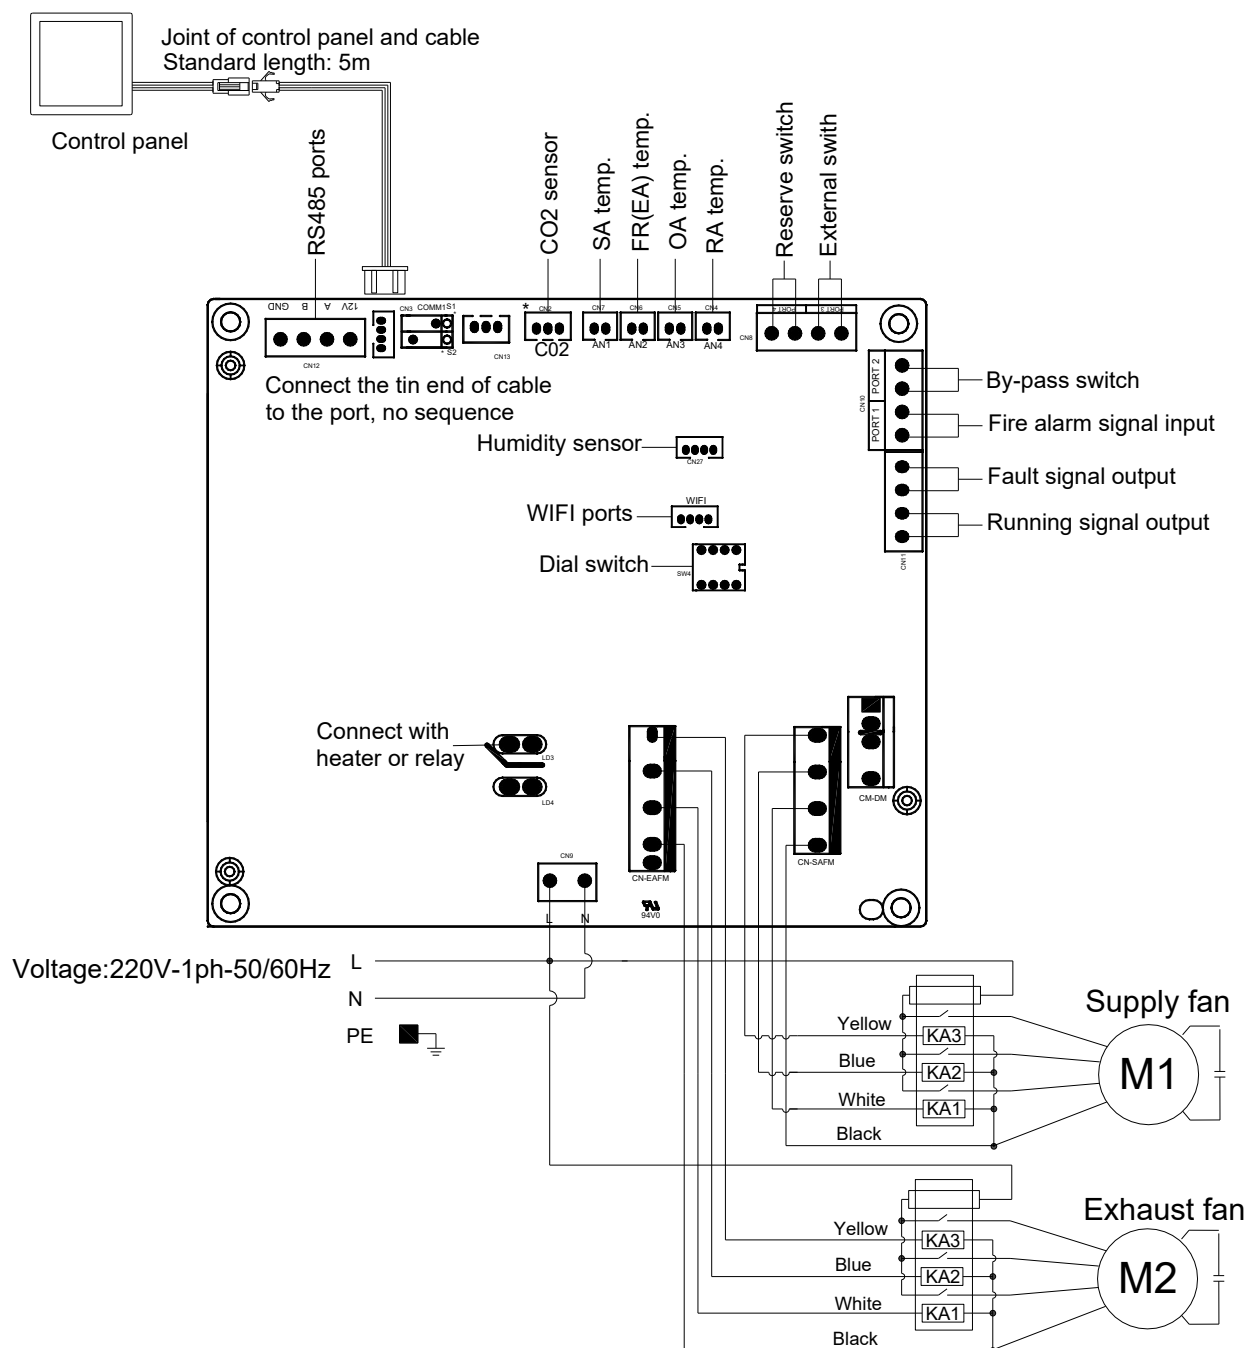 Joint of control panel and cable
Standard length: 5m
Control panel
RS485 ports
CO2 sensor
SA temp.
FR(EA) temp.
OA temp.
RA temp.
Reserve switch
External swith
GND B A 12V
CN12
CN3
COMM1
S1
*
* S2
CN13
*
CN2
C02
CN7
AN1
CN6
AN2
CN5
AN3
CN4
AN4
PORT 4
PORT 3
CN8
Connect the tin end of cable
to the port, no sequence
PORT 2
PORT 1
CN10
By-pass switch
Fire alarm signal input
Fault signal output
Running signal output
CN11
Humidity sensor
CN27
WIFI
WIFI ports
Dial switch
SW4
Connect with
heater or relay
LD3
LD4
CN9
L N
CN-EAFM
94V0
CN-SAFM
CM-DM
Voltage:220V-1ph-50/60Hz
L
N
PE
Supply fan
Yellow
KA3
Blue
KA2
White
KA1
Black
M1
Exhaust fan
Yellow
KA3
Blue
KA2
White
KA1
Black
M2